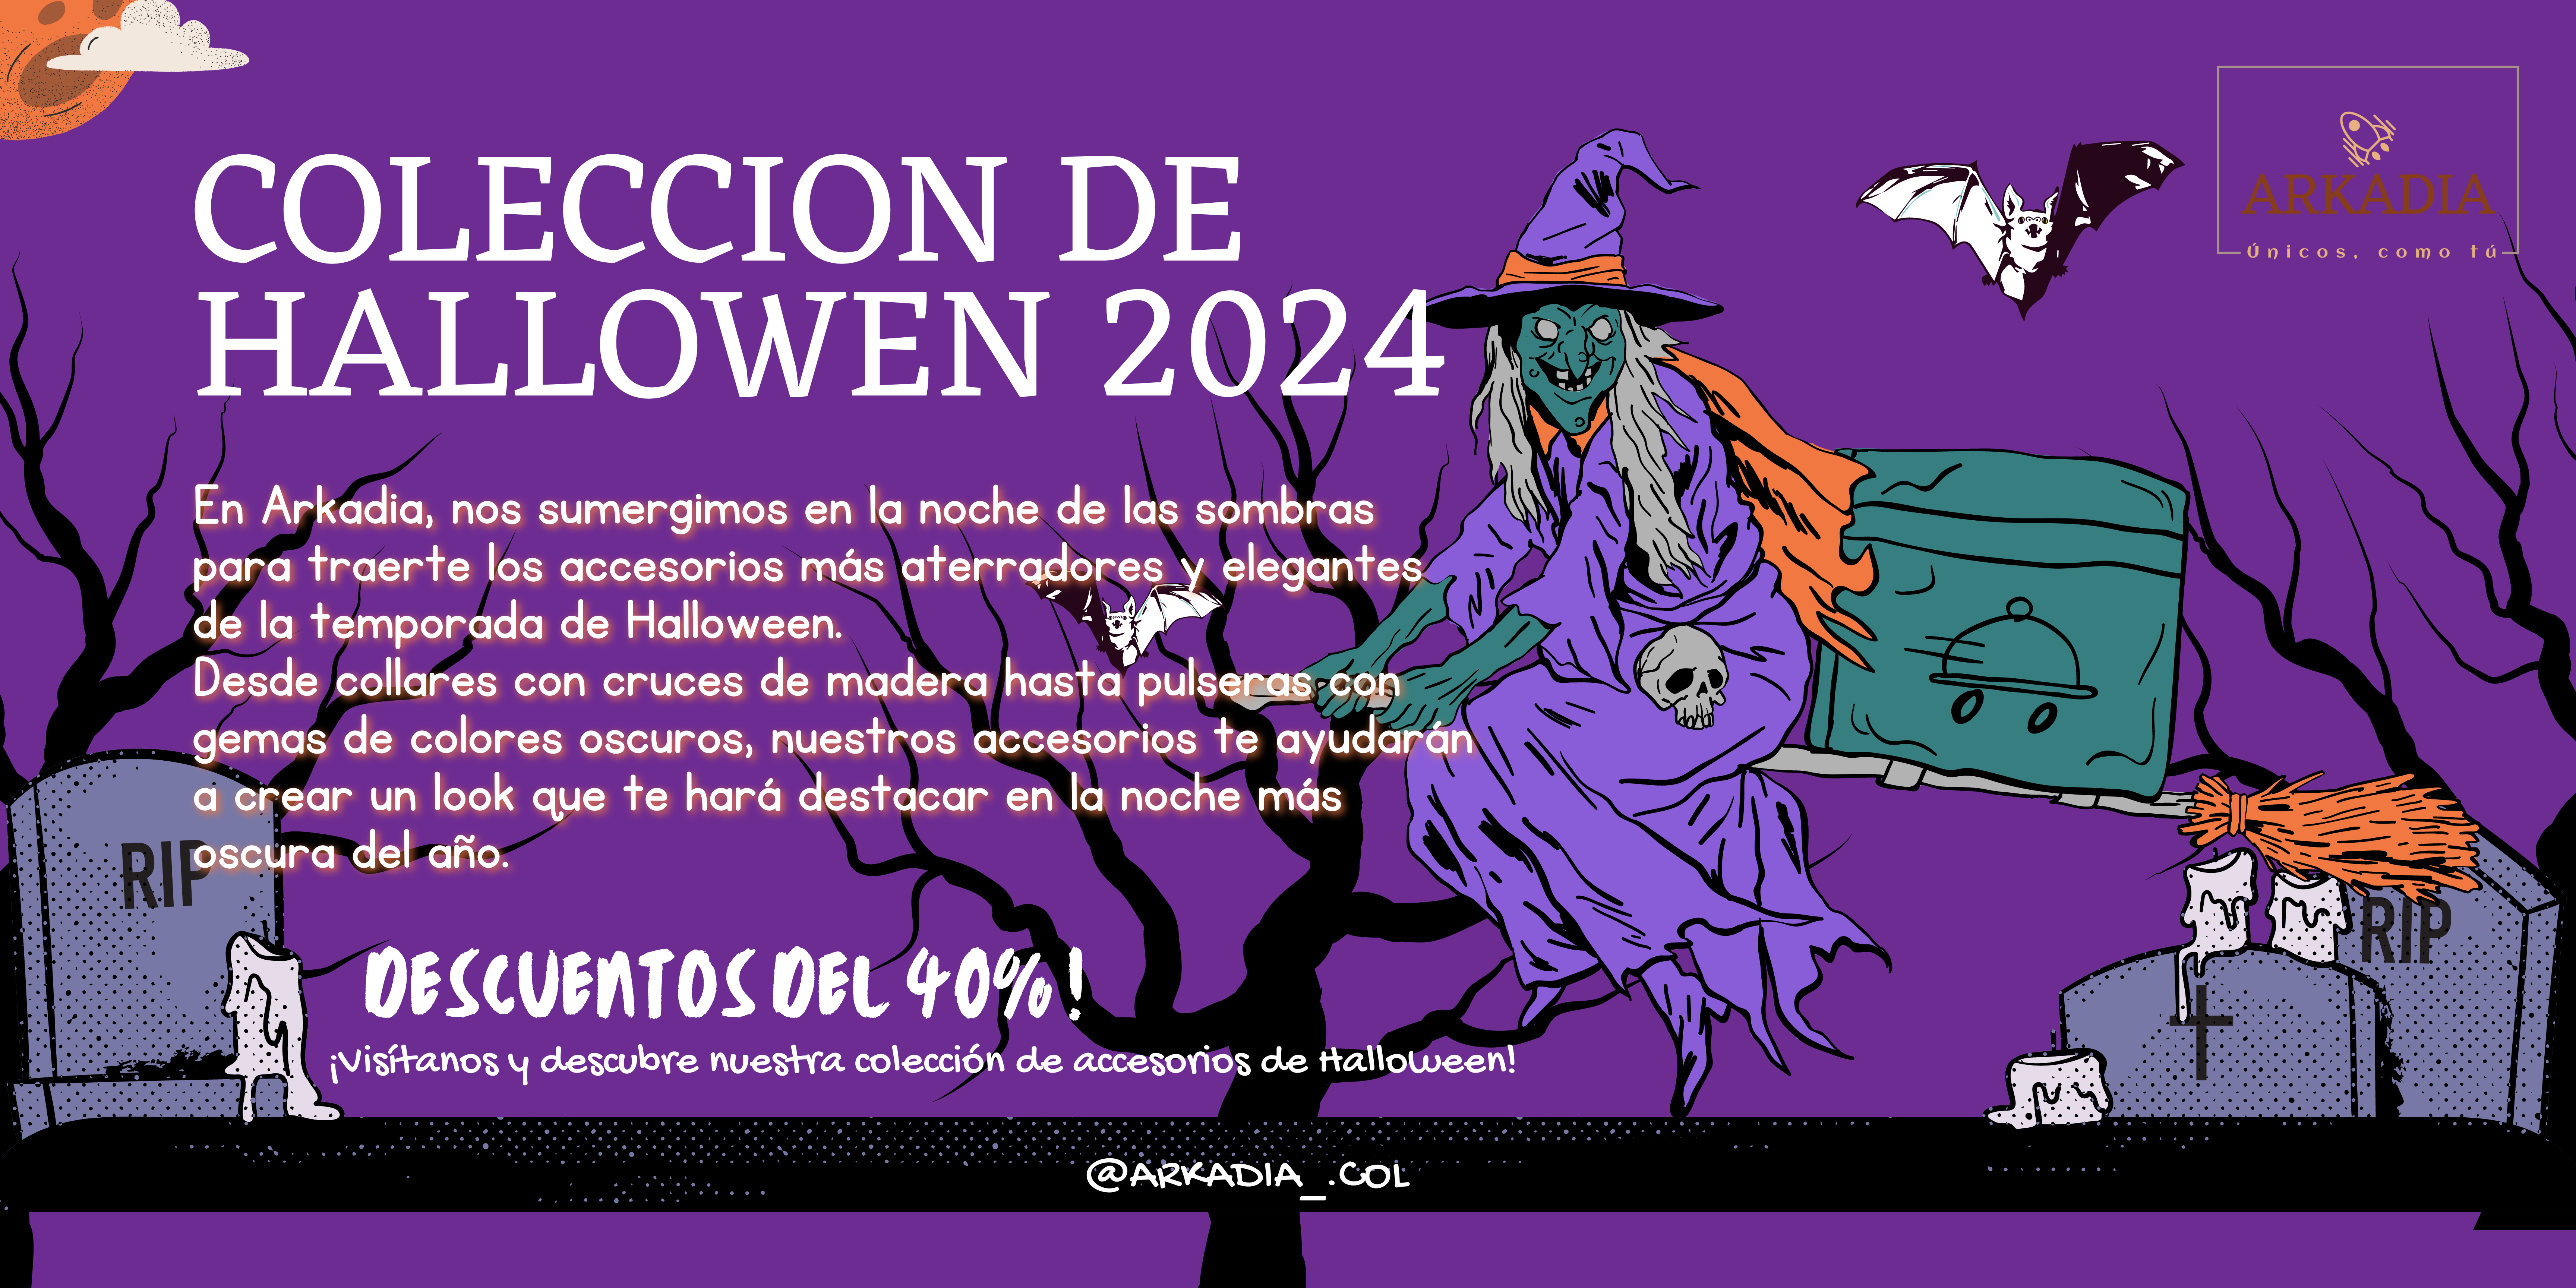 COLECCION DE
HALLOWEN 2024
ARKADIA
Únicos, como tú
En Arkadia, nos sumergimos en la noche de las sombras
para traerte los accesorios más aterradores y elegantes
de la temporada de Halloween.
Desde collares con cruces de madera hasta pulseras con
gemas de colores oscuros, nuestros accesorios te ayudarán
a crear un look que te hará destacar en la noche más
oscura del año.
RIP
RIP
DESCUENTOS DEL 40%!
¡Visítanos y descubre nuestra colección de accesorios de Halloween!
@ARKADIA_.COL